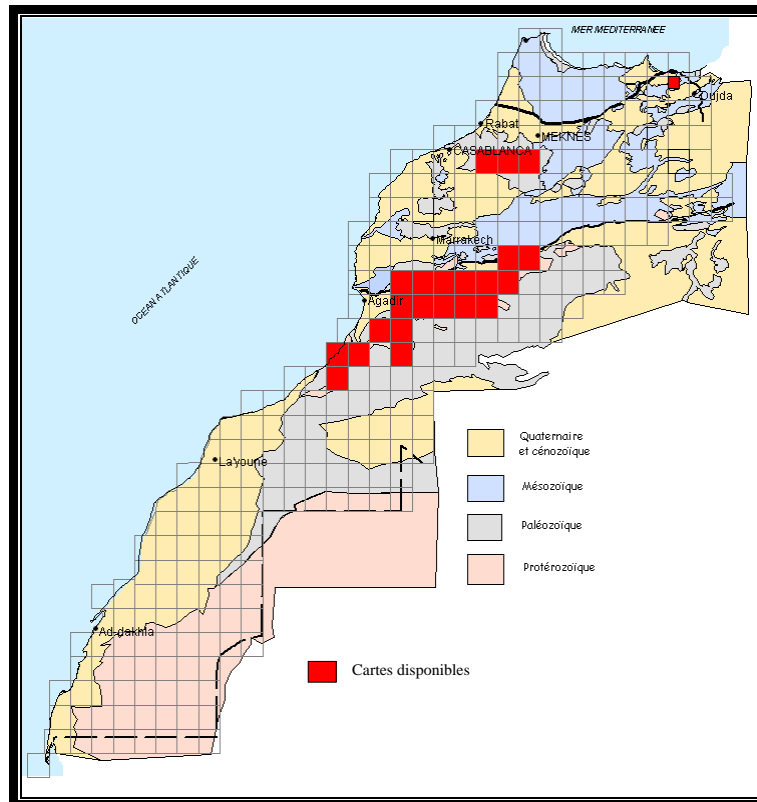 MER MEDITERRANEE
Oujda
Rabat
MEKNES
CASABLANCA
Marrakech
OCEAN ATLANTIQUE
Agadir
La'youne
Ad-dakhla
Quaternaire
et cénozoïque
Mésozoïque
Paléozoïque
Protérozoïque
Cartes disponibles